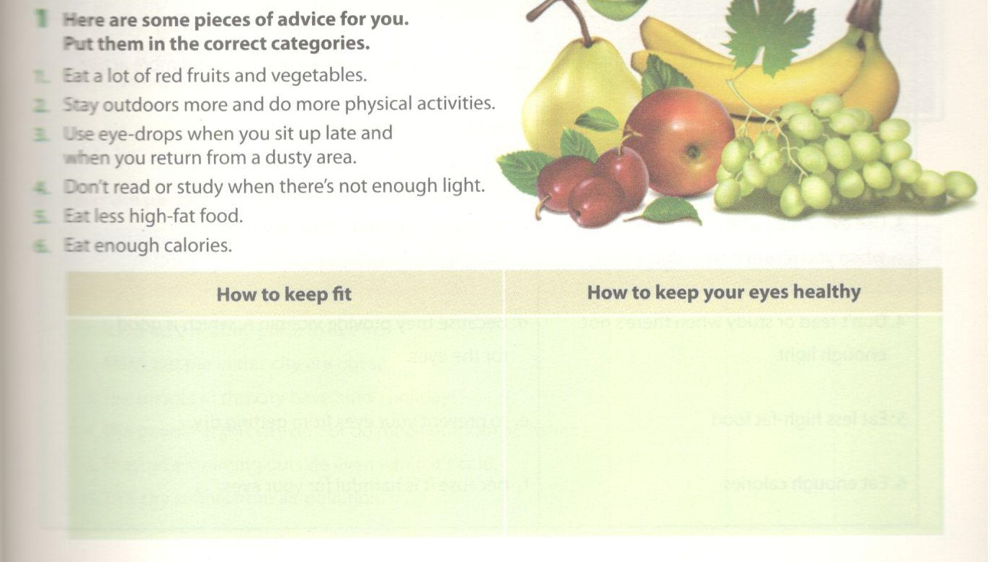 1 Here are some pieces of advice for you.
Put them in the correct categories.
1. Eat a lot of red fruits and vegetables.
2. Stay outdoors more and do more physical activities.
3. Use eye-drops when you sit up late and
when you return from a dusty area.
4. Don't read or study when there's not enough light.
5. Eat less high-fat food.
6. Eat enough calories.
How to keep fit
How to keep your eyes healthy